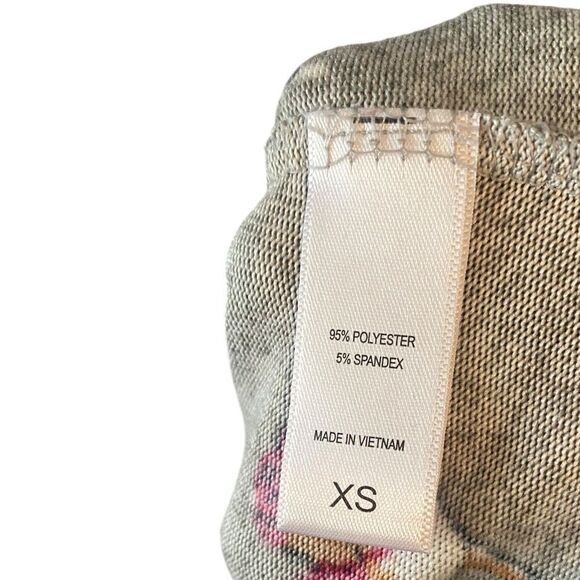 95% POLYESTER
5% SPANDEX
MADE IN VIETNAM
XS